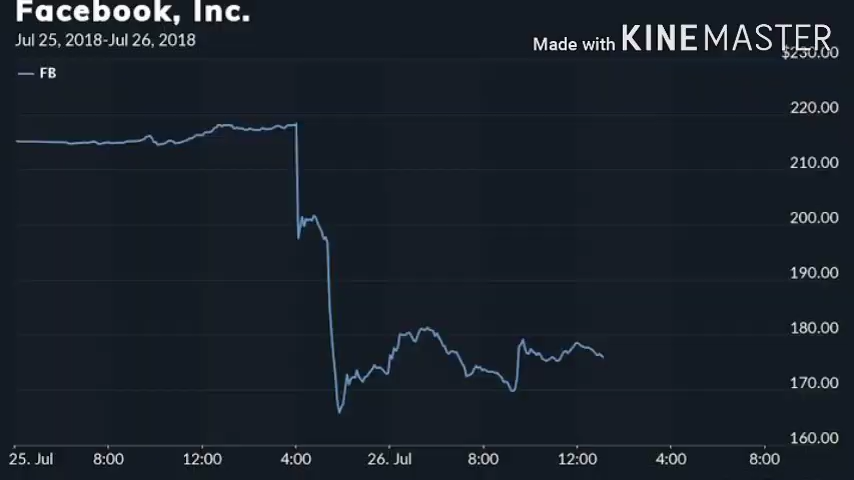 Facebook, Inc.
Jul 25, 2018-Jul 26, 2018
Made with KINEMASTER
$230.00
FB
220.00
210.00
200.00
190.00
180.00
170.00
160.00
25. Jul 8:00 12:00 4:00 26. Jul 8:00 12:00 4:00 8:00